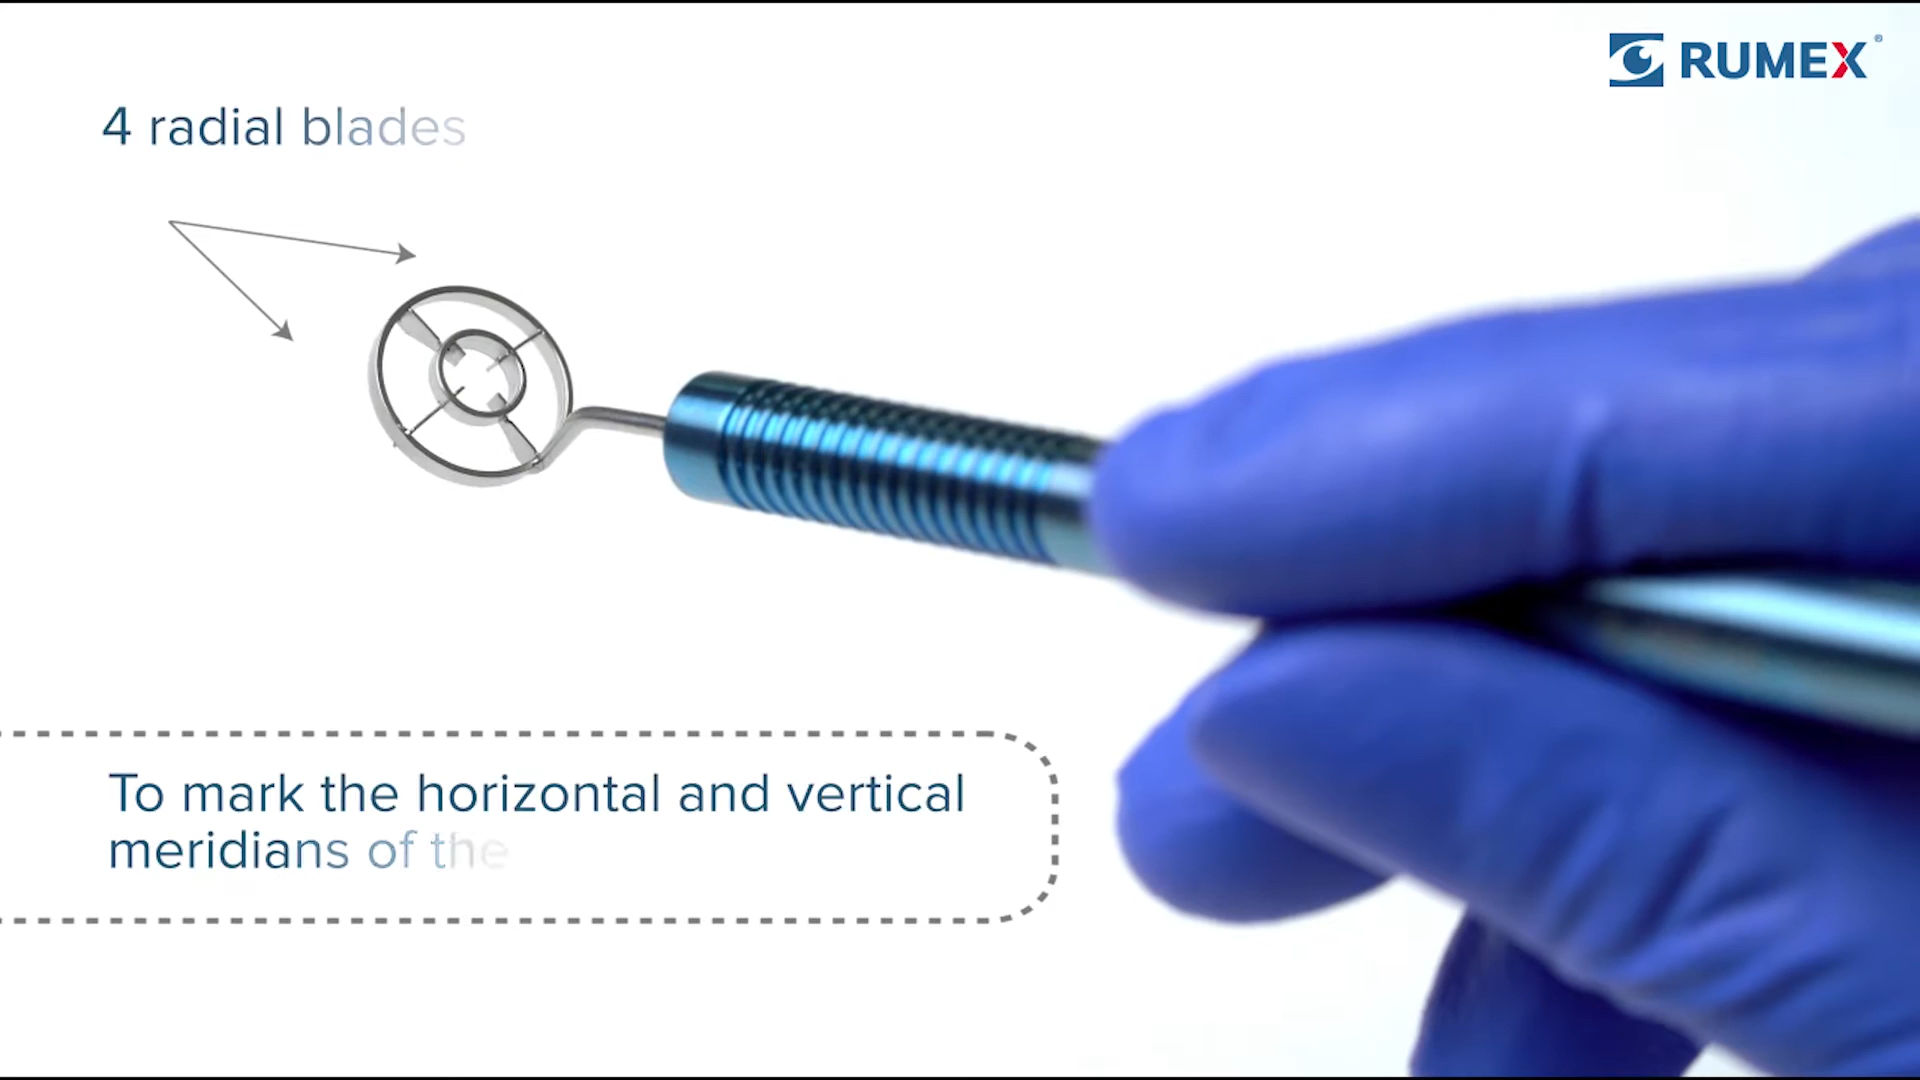 RUMEX®
4 radial blades
To mark the horizontal and vertical
meridians of the